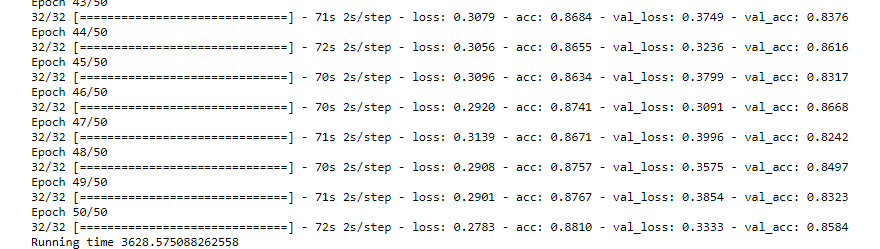 Epoch 43/50
32/32 [==============================] - 71s 2s/step - loss: 0.3079 - acc: 0.8684 - val_loss: 0.3749 - val_acc: 0.8376
Epoch 44/50
32/32 [==============================] - 72s 2s/step - loss: 0.3056 - acc: 0.8655 - val_loss: 0.3236 - val_acc: 0.8616
Epoch 45/50
32/32 [==============================] - 70s 2s/step - loss: 0.3096 - acc: 0.8634 - val_loss: 0.3799 - val_acc: 0.8317
Epoch 46/50
32/32 [==============================] - 70s 2s/step - loss: 0.2920 - acc: 0.8741 - val_loss: 0.3091 - val_acc: 0.8668
Epoch 47/50
32/32 [==============================] - 71s 2s/step - loss: 0.3139 - acc: 0.8671 - val_loss: 0.3996 - val_acc: 0.8242
Epoch 48/50
32/32 [==============================] - 70s 2s/step - loss: 0.2908 - acc: 0.8757 - val_loss: 0.3575 - val_acc: 0.8497
Epoch 49/50
32/32 [==============================] - 71s 2s/step - loss: 0.2901 - acc: 0.8767 - val_loss: 0.3854 - val_acc: 0.8323
Epoch 50/50
32/32 [==============================] - 72s 2s/step - loss: 0.2783 - acc: 0.8810 - val_loss: 0.3333 - val_acc: 0.8584
Running time 3628.575088262558